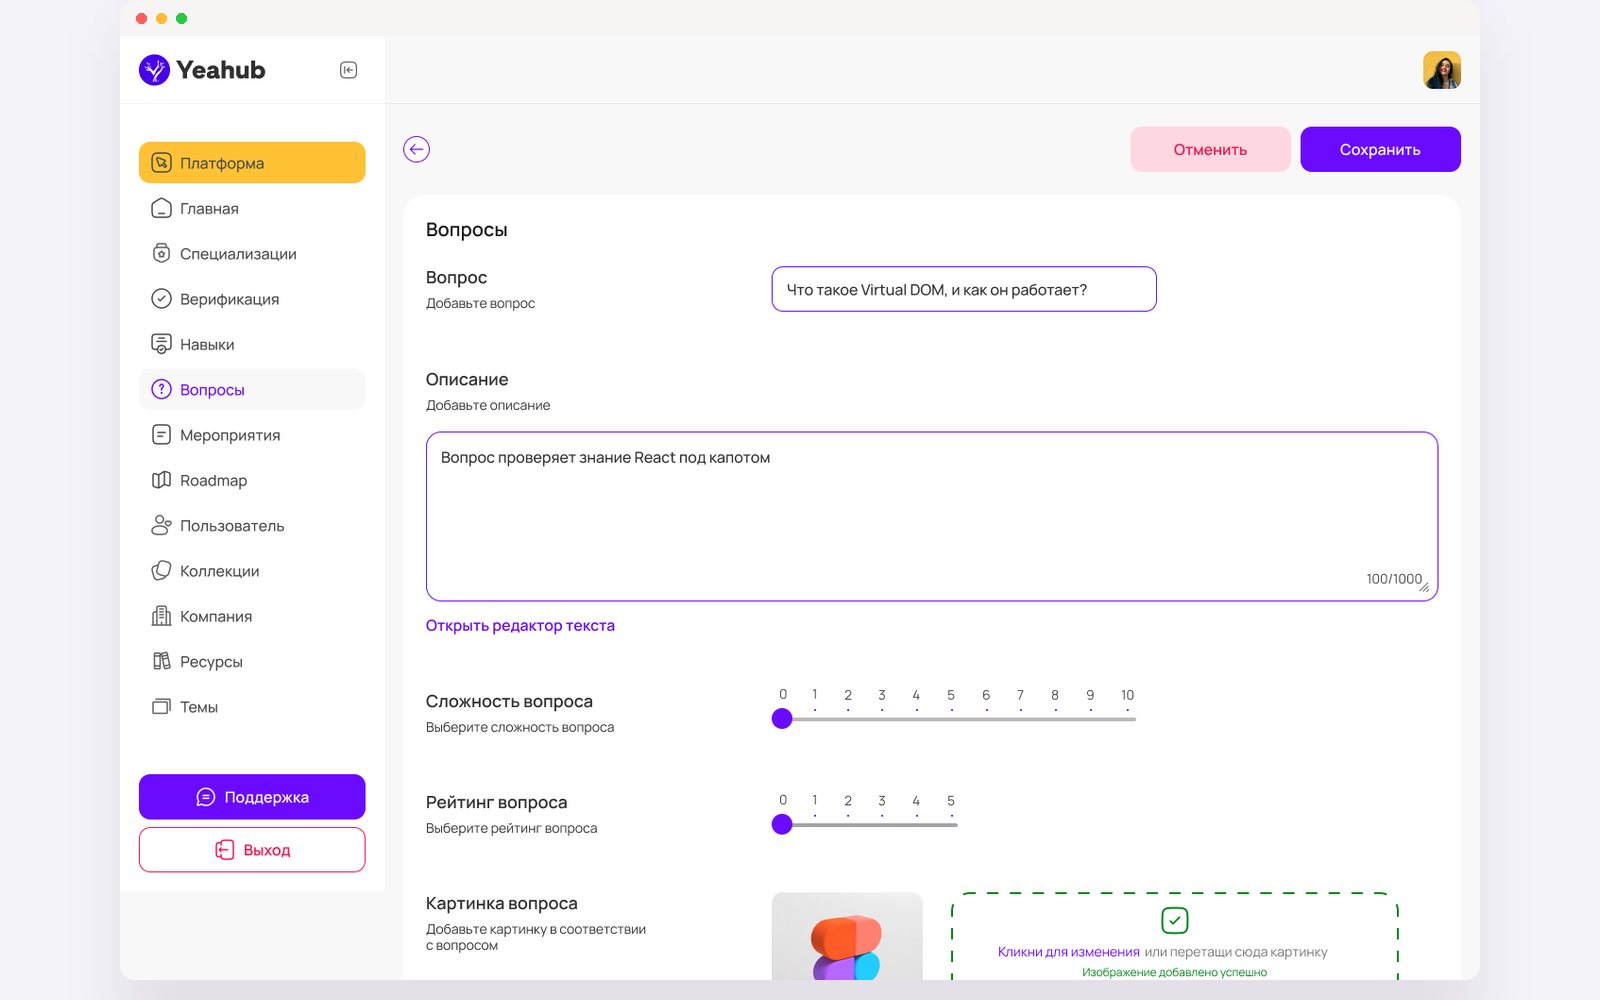 Yeahub
Платформа
Главная
Специализации
Верификация
Навыки
Вопросы
Мероприятия
Roadmap
Пользователь
Коллекции
Компания
Ресурсы
Темы
Поддержка
Выход
Отменить
Сохранить
Вопросы
Вопрос
Добавьте вопрос
Что такое Virtual DOM, и как он работает?
Описание
Добавьте описание
Вопрос проверяет знание React под капотом
100/1000
Открыть редактор текста
Сложность вопроса
Выберите сложность вопроса
0 1 2 3 4 5 6 7 8 9 10
Рейтинг вопроса
Выберите рейтинг вопроса
0 1 2 3 4 5
Картинка вопроса
Добавьте картинку в соответствии
с вопросом
Кликни для изменения или перетащи сюда картинку
Изображение добавлено успешно